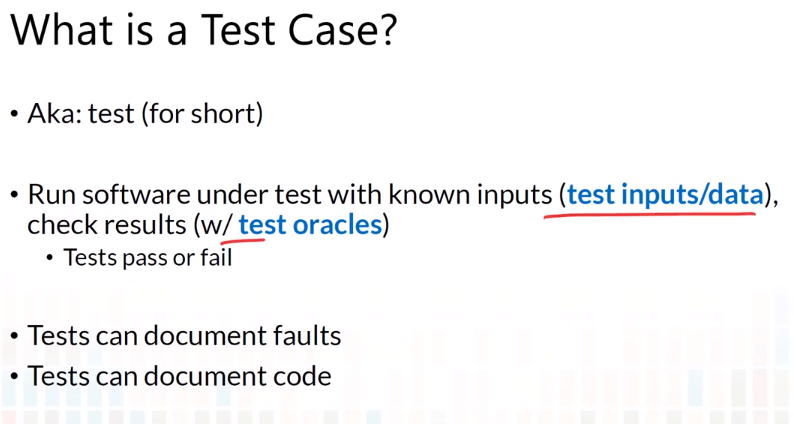 What is a Test Case?
• Aka: test (for short)
• Run software under test with known inputs (test inputs/data),
check results (w/ test oracles)
• Tests pass or fail
• Tests can document faults
• Tests can document code